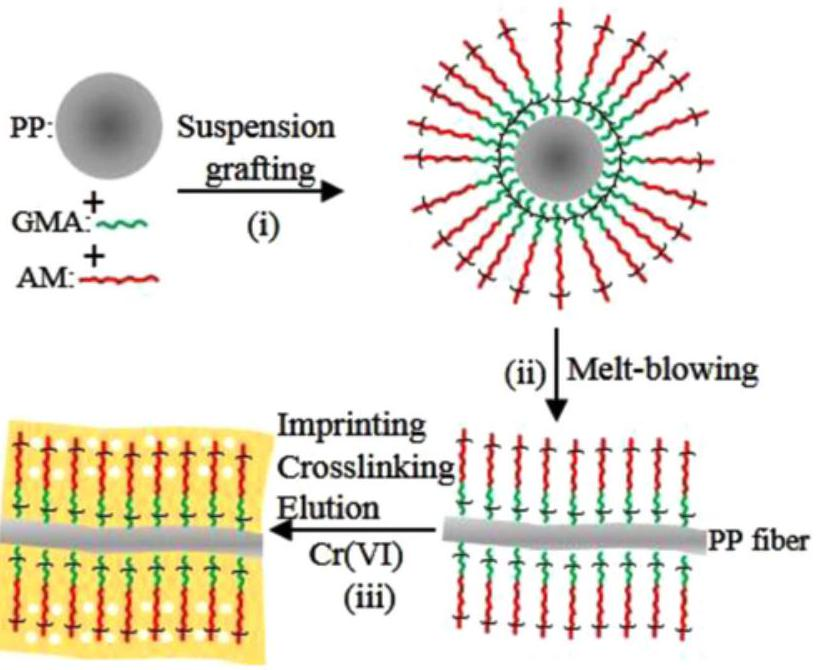 PP:
Suspension
grafting
+
GMA:
(i)
+
AM:
(ii)
Melt-blowing
Imprinting
Crosslinking
Elution
Cr(VI)
(iii)
PP fiber